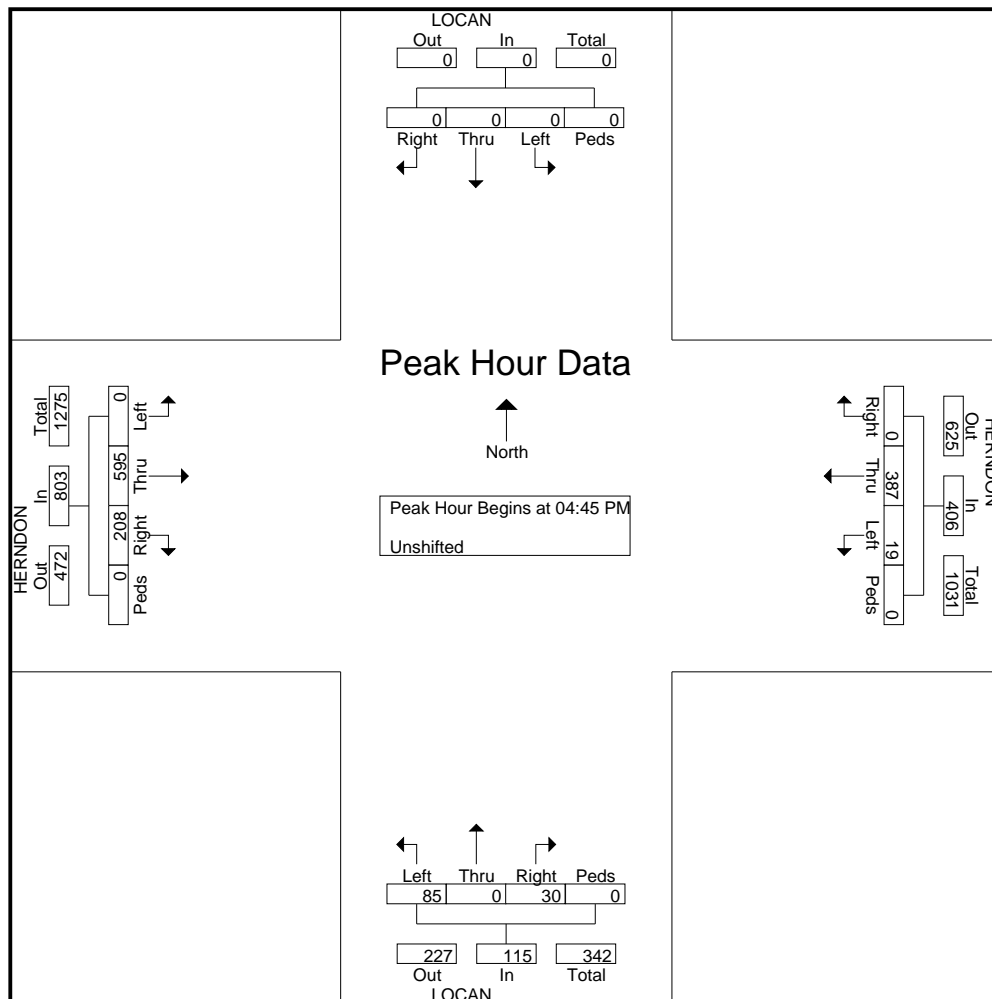 LOCAN
Out In Total
0 0 0
0 0 0 0
Right Thru Left Peds
Peak Hour Data
North
Peak Hour Begins at 04:45 PM
Unshifted
HERNDON
Total In Out
1275 803 472
0 595 208 0
Left Thru Right Peds
HERNDON
Out In Total
625 406 1031
0 387 19 0
Right Thru Left Peds
Left Thru Right Peds
85 0 30 0
227 115 342
Out In Total
LOCAN